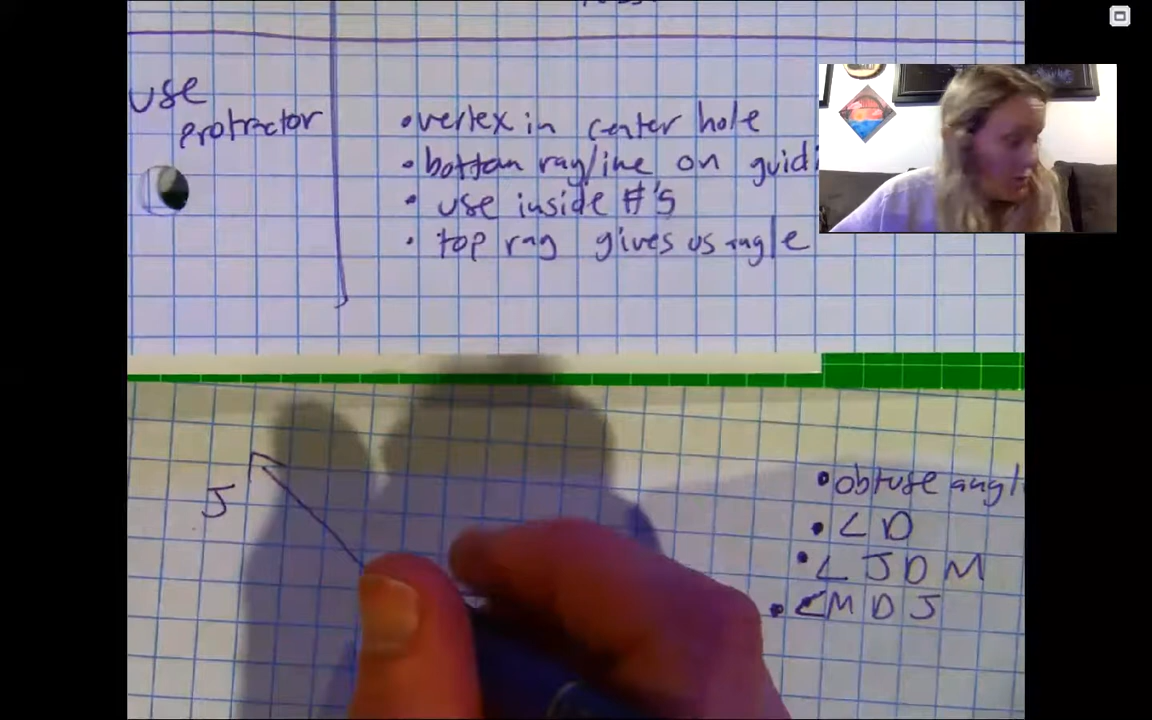 use
protractor
• vertex in center hole
• bottom ray/line on guid
• use inside #'s
• top ray gives us angle
J
• obtuse angl
• ∠ D
• ∠ J D M
• ∠ M D J